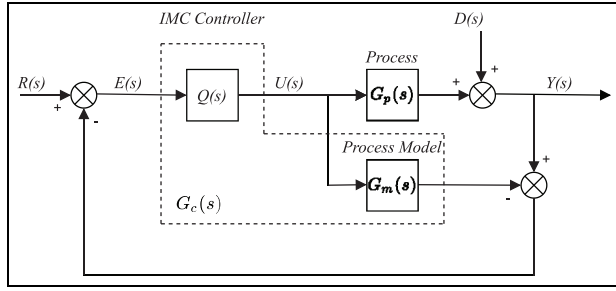 IMC Controller
D(s)
Process
R(s)
E(s)
Q(s)
U(s)
G_p(s)
Y(s)
+
-
+
+
+
Process Model
G_m(s)
-
G_c(s)